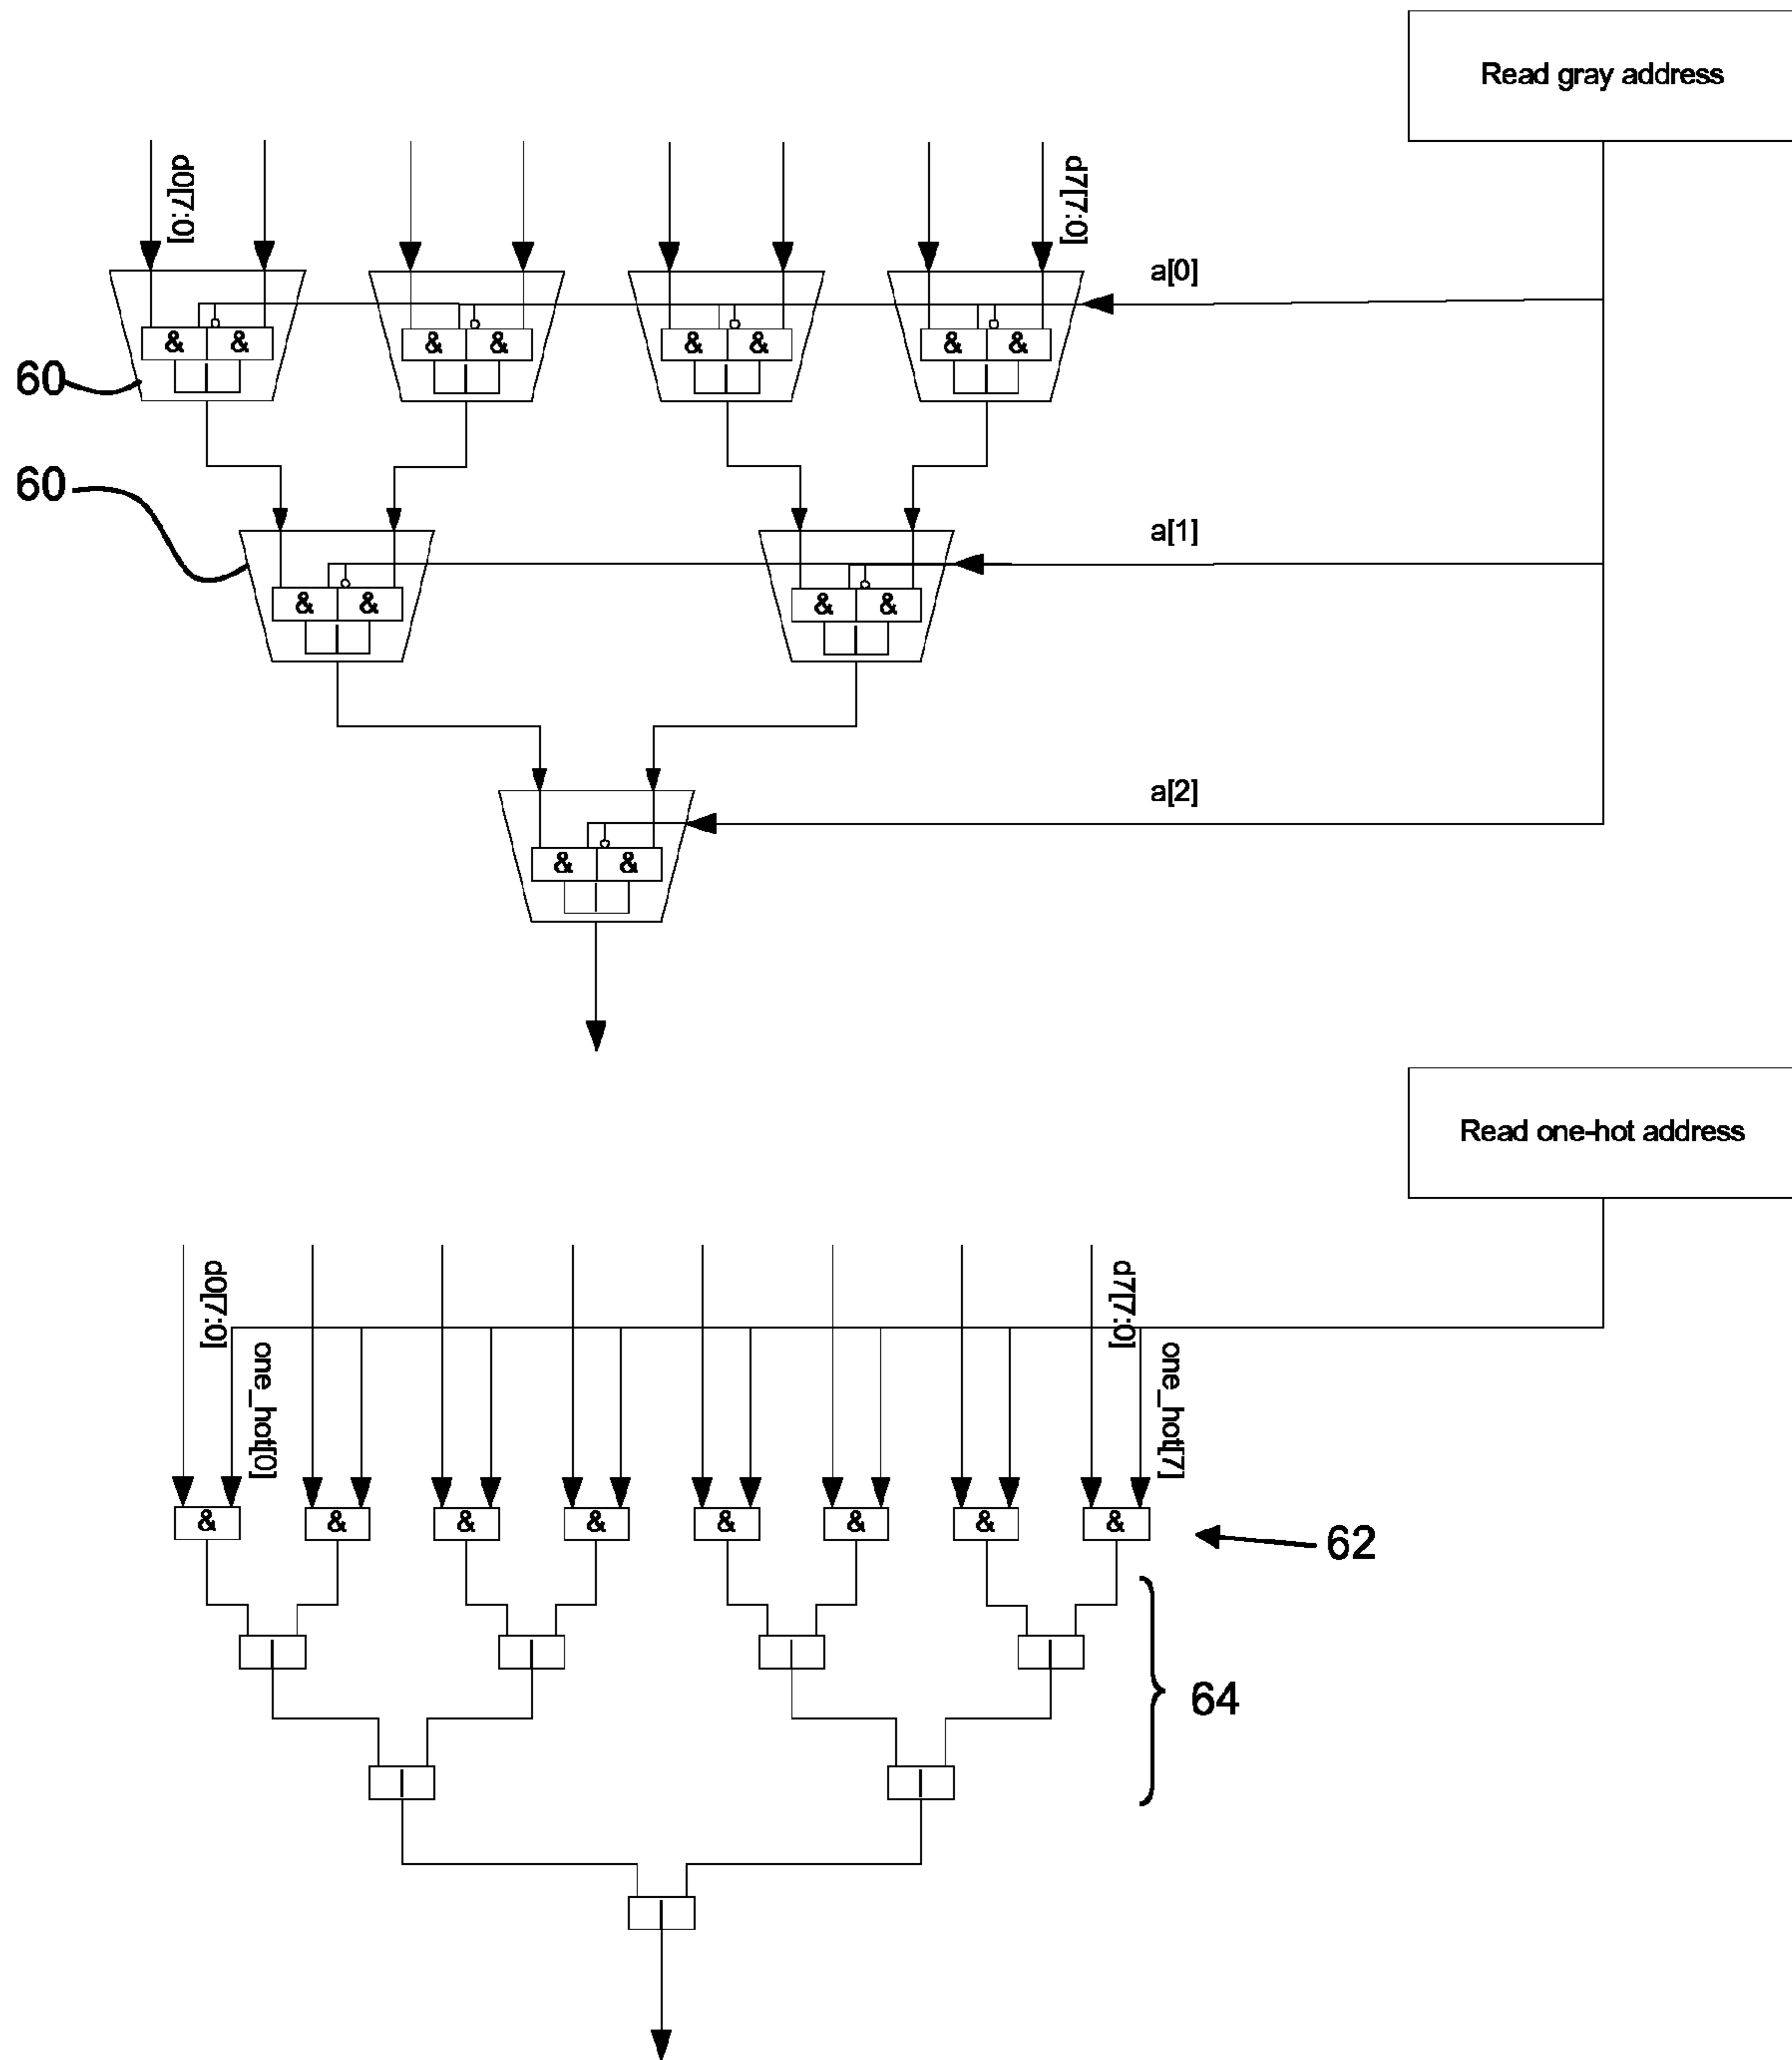 Read gray address
d0[7:0]
d7[7:0]
a[0]
& & & & & & & &
60
60
a[1]
& & & &
a[2]
& &
Read one-hot address
d0[7:0]
d7[7:0]
one_hot[0]
one_hot[7]
& & & & & & & &
62
| | | |
64
| |
|